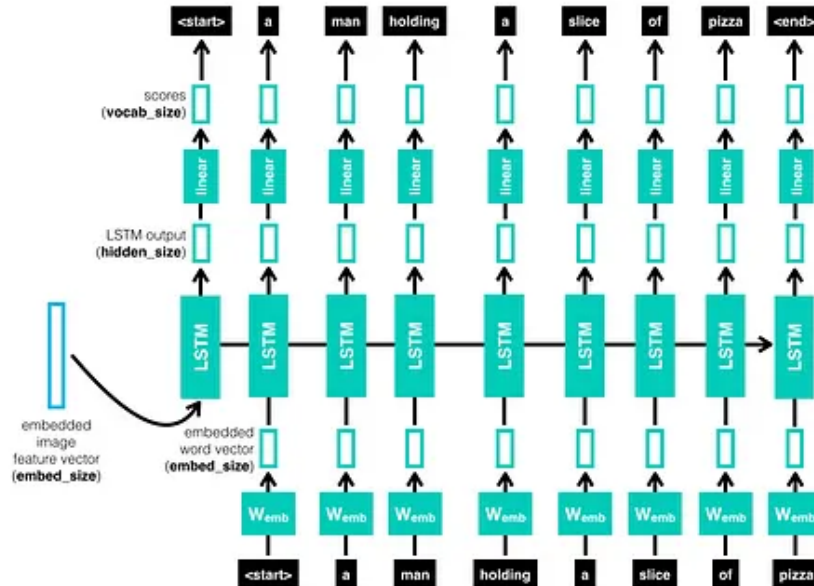 <start> a man holding a slice of pizza <end>
scores
(vocab_size)
linear linear linear linear linear linear linear linear linear
LSTM output
(hidden_size)
LSTM LSTM LSTM LSTM LSTM LSTM LSTM LSTM LSTM
embedded
image
feature vector
(embed_size)
embedded
word vector
(embed_size)
Wemb Wemb Wemb Wemb Wemb Wemb Wemb Wemb
<start> a man holding a slice of pizza